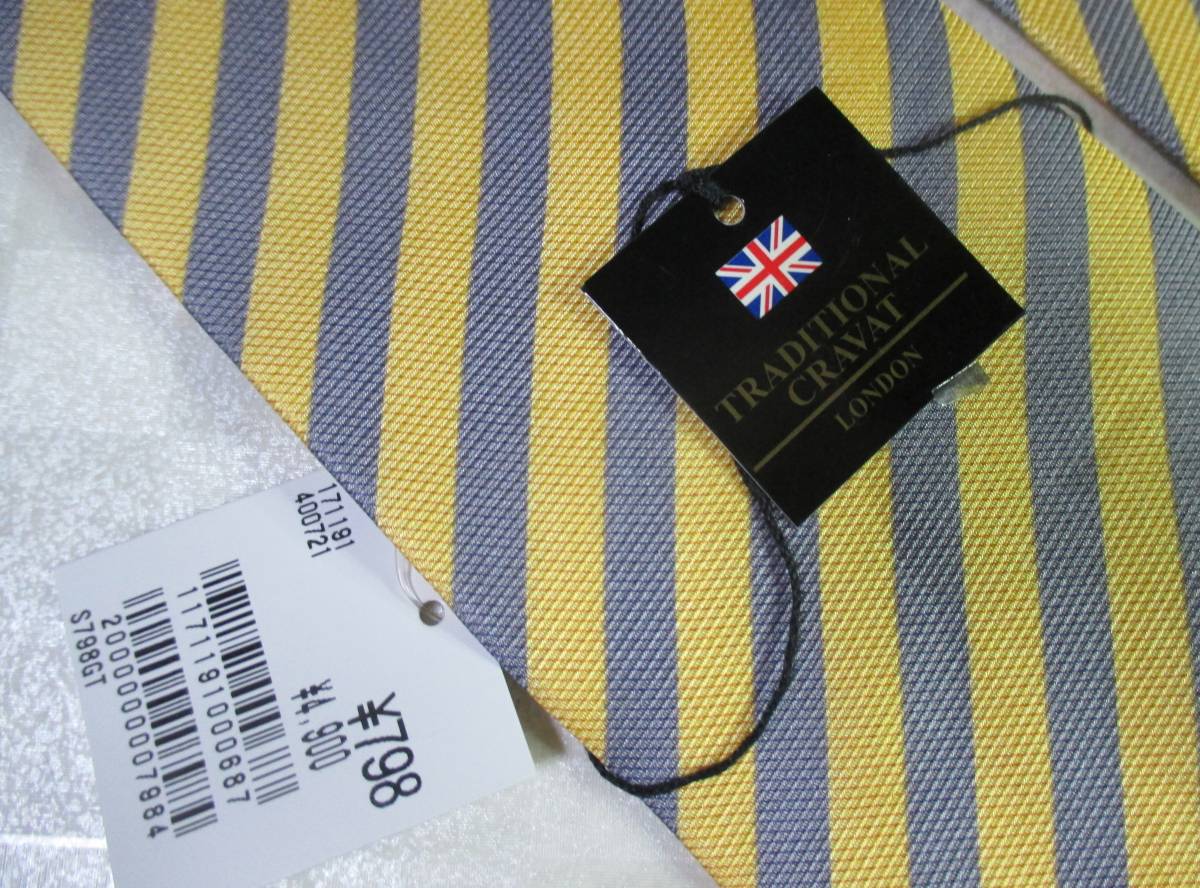 TRADITIONAL
CRAVAT
LONDON
171191
400721
¥798
¥4,900
1171191000687
2000000007984
S798GT